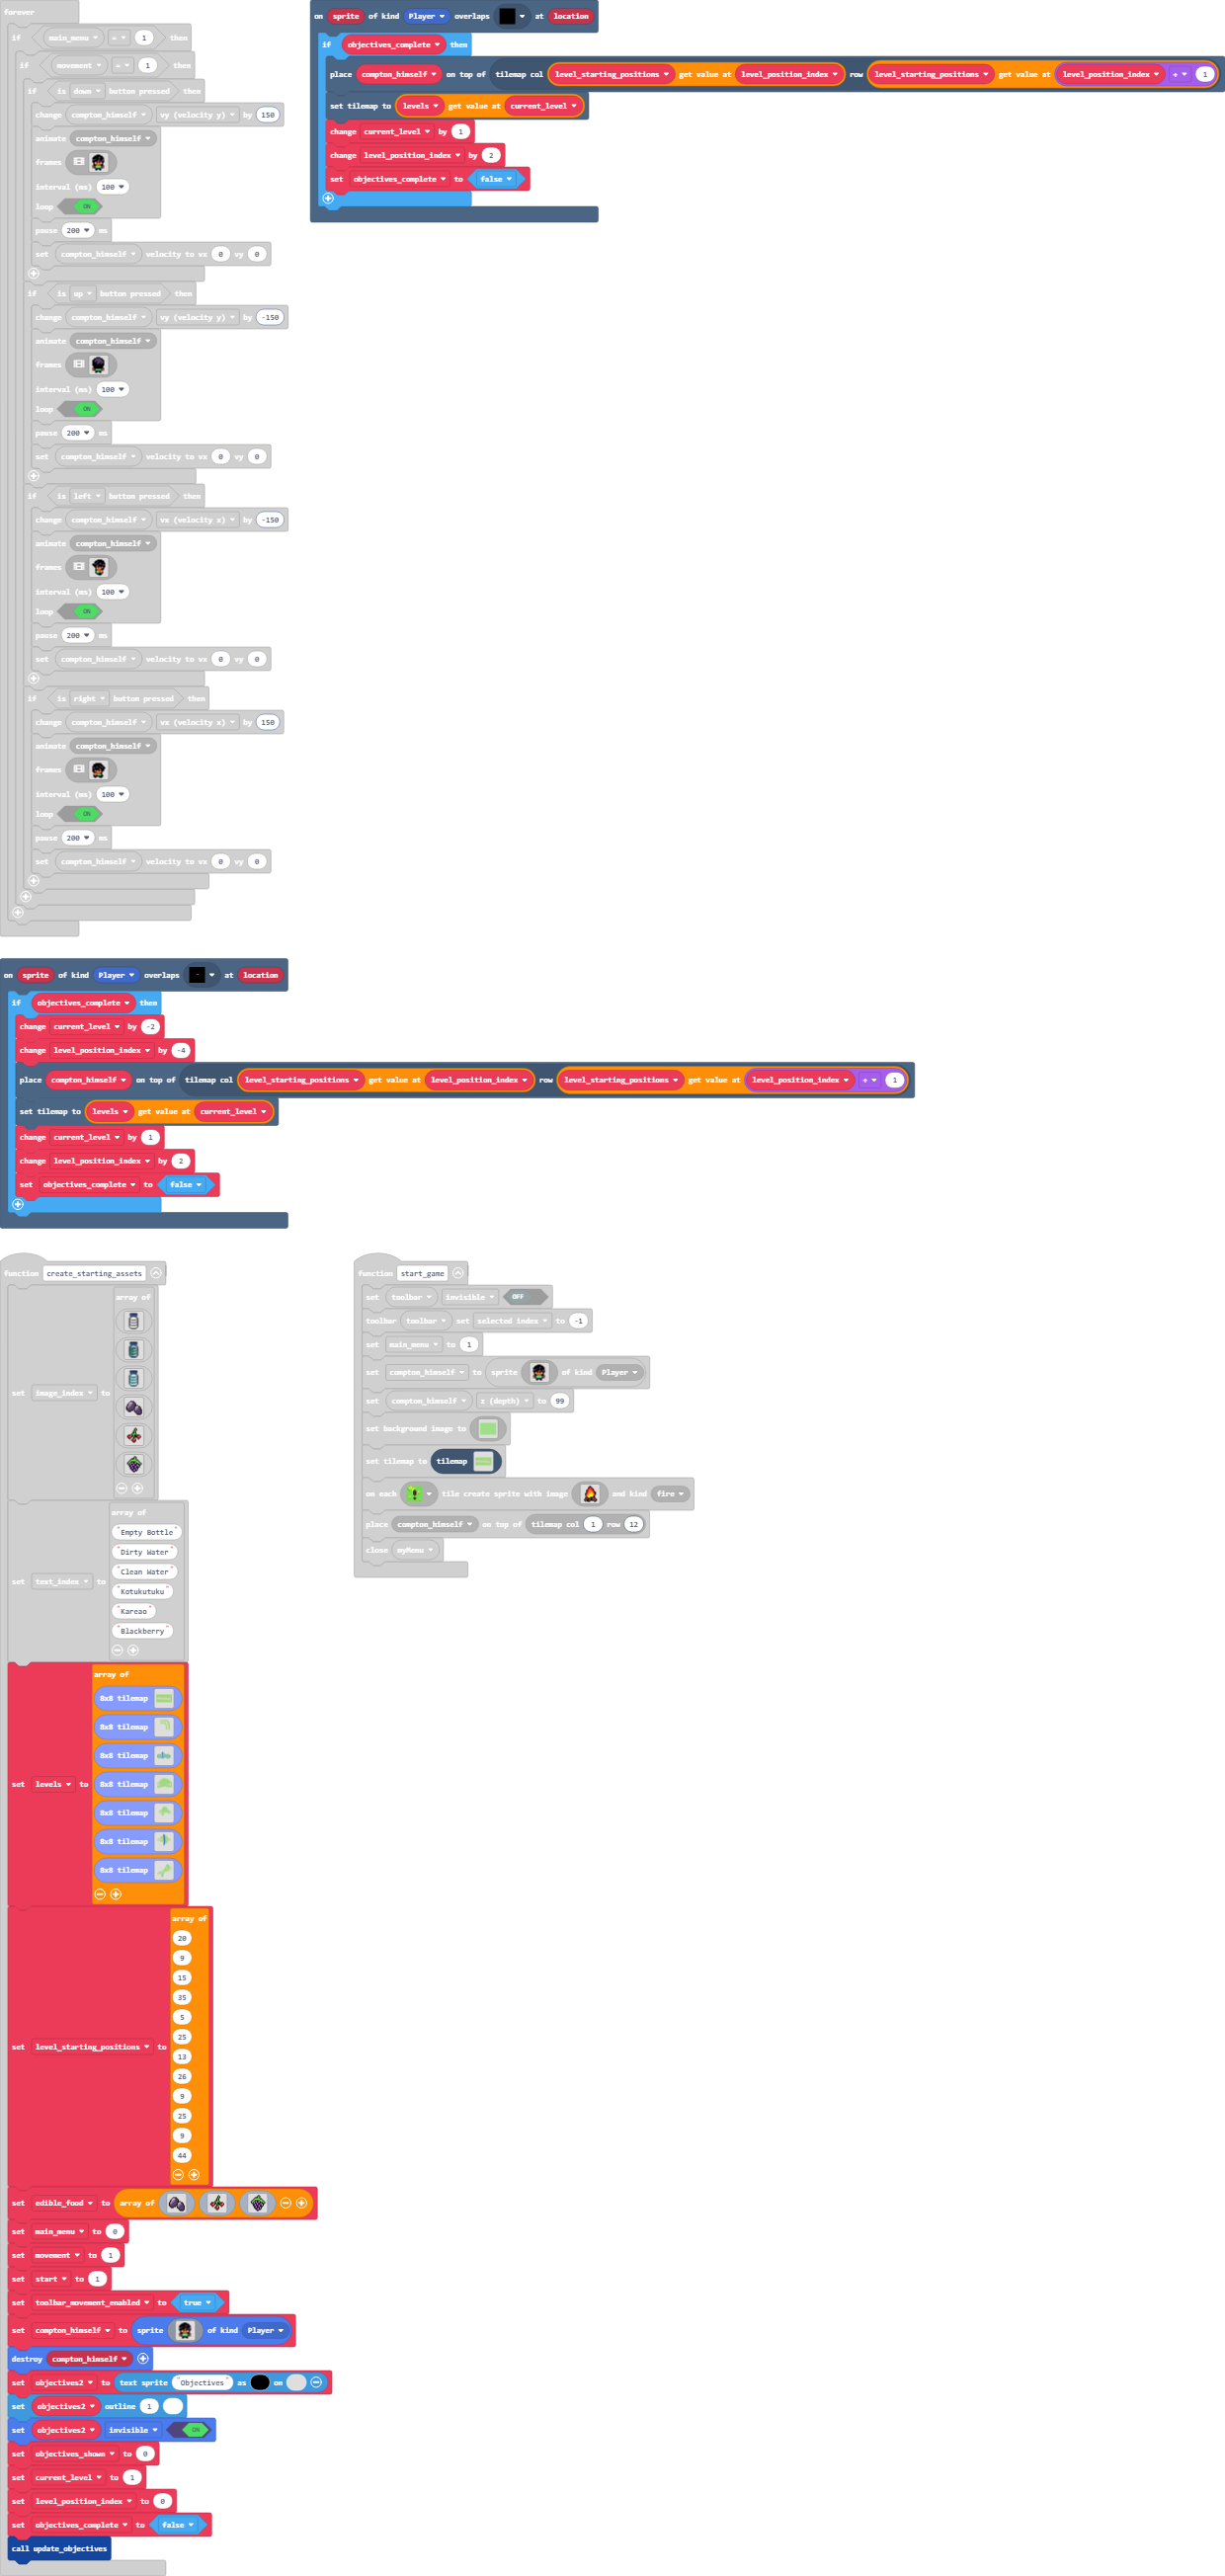 forever
if main_menu = 1 then
if movement = 1 then
if is down button pressed then
change compton_himself vy (velocity y) by 150
animate compton_himself
frames
interval (ms) 100
loop ON
pause 200 ms
set compton_himself velocity to vx 0 vy 0
if is up button pressed then
change compton_himself vy (velocity y) by -150
animate compton_himself
frames
interval (ms) 100
loop ON
pause 200 ms
set compton_himself velocity to vx 0 vy 0
if is left button pressed then
change compton_himself vx (velocity x) by -150
animate compton_himself
frames
interval (ms) 100
loop ON
pause 200 ms
set compton_himself velocity to vx 0 vy 0
if is right button pressed then
change compton_himself vx (velocity x) by 150
animate compton_himself
frames
interval (ms) 100
loop ON
pause 200 ms
set compton_himself velocity to vx 0 vy 0
on sprite of kind Player overlaps at location
if objectives_complete then
place compton_himself on top of tilemap col level_starting_positions get value at level_position_index row level_starting_positions get value at level_position_index + 1
set tilemap to levels get value at current_level
change current_level by 1
change level_position_index by 2
set objectives_complete to false
on sprite of kind Player overlaps at location
if objectives_complete then
change current_level by -2
change level_position_index by -4
place compton_himself on top of tilemap col level_starting_positions get value at level_position_index row level_starting_positions get value at level_position_index + 1
set tilemap to levels get value at current_level
change current_level by 1
change level_position_index by 2
set objectives_complete to false
function create_starting_assets
set image_index to array of
set text_index to array of
"Empty Bottle"
"Dirty Water"
"Clean Water"
"Kotukutuku"
"Kareao"
"Blackberry"
set levels to array of
8x8 tilemap
8x8 tilemap
8x8 tilemap
8x8 tilemap
8x8 tilemap
8x8 tilemap
8x8 tilemap
set level_starting_positions to array of
20
9
15
35
5
25
13
26
9
25
9
44
set edible_food to array of
set main_menu to 0
set movement to 1
set start to 1
set toolbar_movement_enabled to true
set compton_himself to sprite of kind Player
destroy compton_himself
set objectives2 to text sprite "Objectives" as on
set objectives2 outline 1
set objectives2 invisible ON
set objectives_shown to 0
set current_level to 1
set level_position_index to 0
set objectives_complete to false
call update_objectives
function start_game
set toolbar invisible OFF
toolbar toolbar set selected index to -1
set main_menu to 1
set compton_himself to sprite of kind Player
set compton_himself z (depth) to 99
set background image to
set tilemap to tilemap
on each tile create sprite with image and kind fire
place compton_himself on top of tilemap col 1 row 12
close myMenu